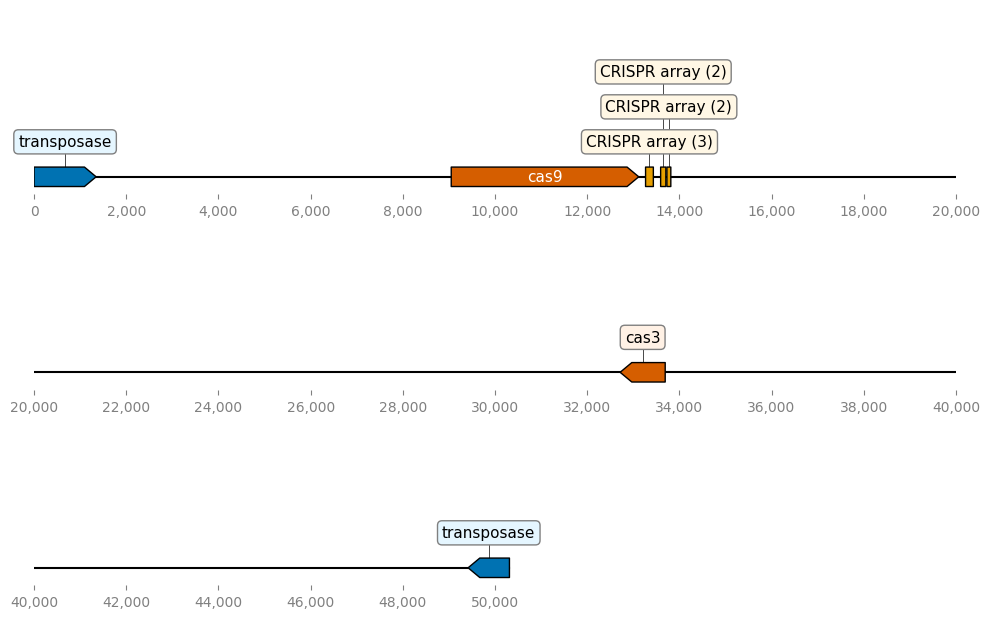 CRISPR array (2)
CRISPR array (2)
transposase CRISPR array (3)
cas9
0 2,000 4,000 6,000 8,000 10,000 12,000 14,000 16,000 18,000 20,000
cas3
20,000 22,000 24,000 26,000 28,000 30,000 32,000 34,000 36,000 38,000 40,000
transposase
40,000 42,000 44,000 46,000 48,000 50,000